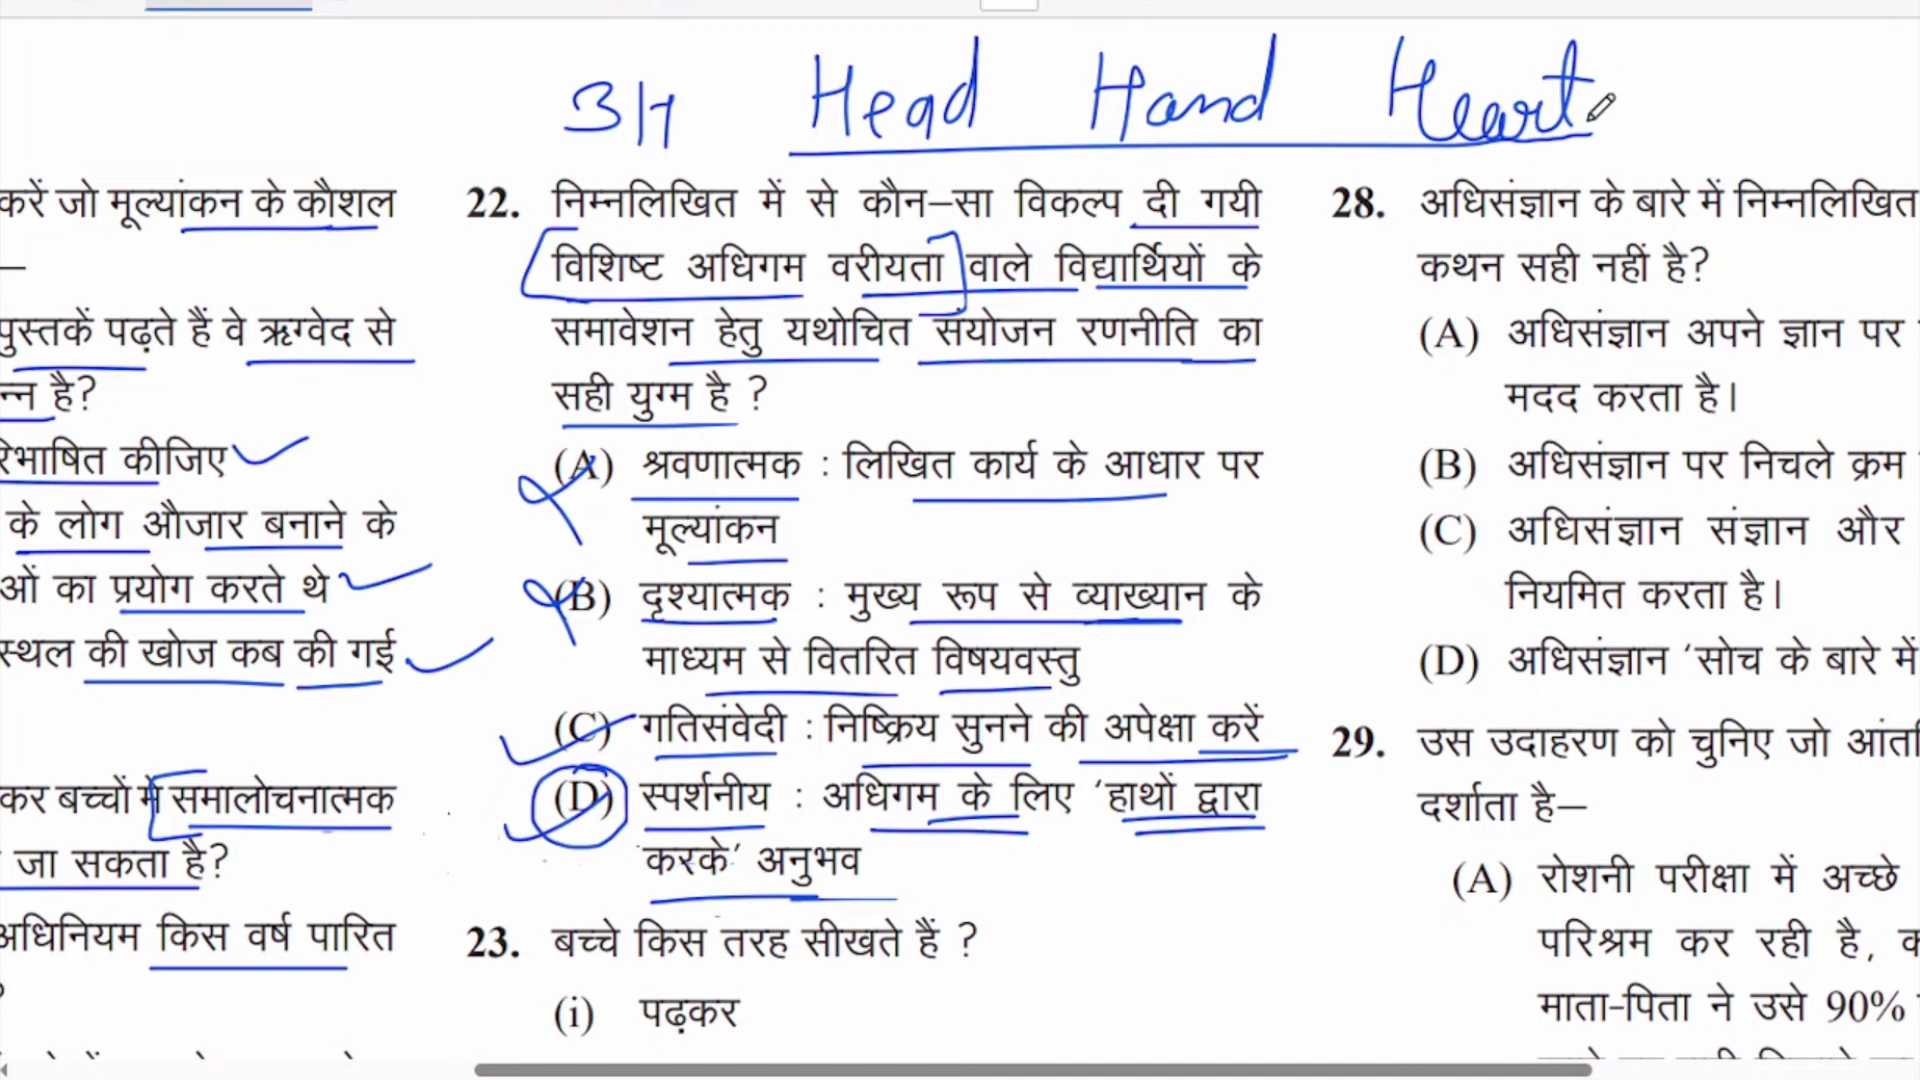 3H Head Hand Heart
करें जो मूल्यांकन के कौशल
—
पुस्तकें पढ़ते हैं वे ऋग्वेद से
न्न है?
रिभाषित कीजिए
के लोग औजार बनाने के
ओं का प्रयोग करते थे
स्थल की खोज कब की गई
कर बच्चों में समालोचनात्मक
जा सकता है?
अधिनियम किस वर्ष पारित
22. निम्नलिखित में से कौन–सा विकल्प दी गयी
विशिष्ट अधिगम वरीयता वाले विद्यार्थियों के
समावेशन हेतु यथोचित संयोजन रणनीति का
सही युग्म है ?
(A) श्रवणात्मक : लिखित कार्य के आधार पर
मूल्यांकन
(B) दृश्यात्मक : मुख्य रूप से व्याख्यान के
माध्यम से वितरित विषयवस्तु
(C) गतिसंवेदी : निष्क्रिय सुनने की अपेक्षा करें
(D) स्पर्शनीय : अधिगम के लिए ‘हाथों द्वारा
करके’ अनुभव
23. बच्चे किस तरह सीखते हैं ?
(i) पढ़कर
28. अधिसंज्ञान के बारे में निम्नलिखित
कथन सही नहीं है?
(A) अधिसंज्ञान अपने ज्ञान पर
मदद करता है।
(B) अधिसंज्ञान पर निचले क्रम
(C) अधिसंज्ञान संज्ञान और
नियमित करता है।
(D) अधिसंज्ञान ‘सोच के बारे में
29. उस उदाहरण को चुनिए जो आंतरि
दर्शाता है—
(A) रोशनी परीक्षा में अच्छे
परिश्रम कर रही है,
माता-पिता ने उसे 90%